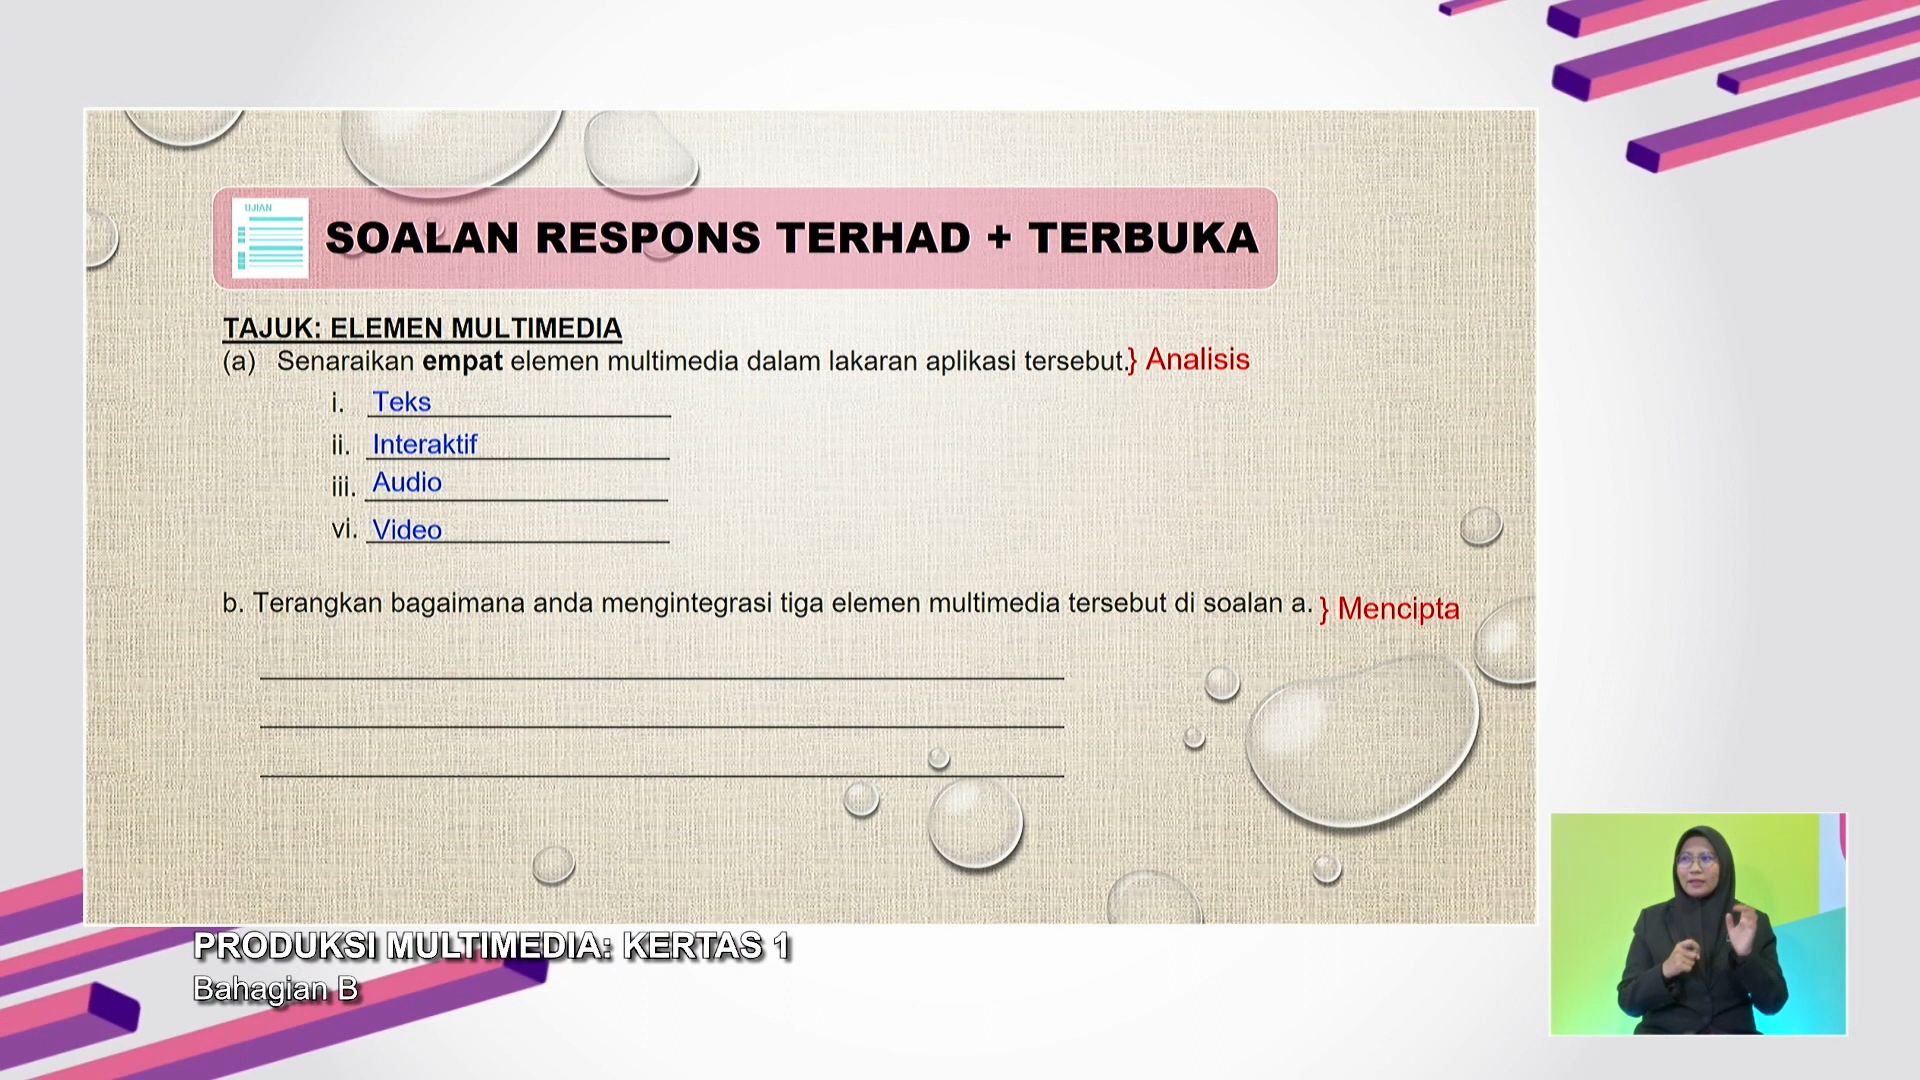 UJIAN
SOALAN RESPONS TERHAD + TERBUKA
TAJUK: ELEMEN MULTIMEDIA
(a) Senaraikan empat elemen multimedia dalam lakaran aplikasi tersebut.} Analisis
i. Teks
ii. Interaktif
iii. Audio
vi. Video
b. Terangkan bagaimana anda mengintegrasi tiga elemen multimedia tersebut di soalan a. } Mencipta
PRODUKSI MULTIMEDIA: KERTAS 1
Bahagian B